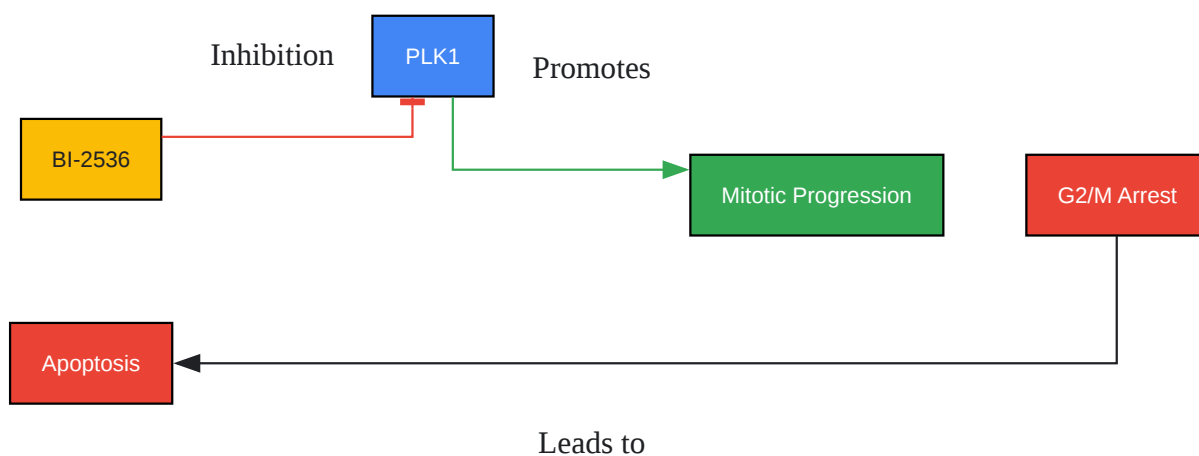 Inhibition
PLK1
Promotes
BI-2536
Mitotic Progression
G2/M Arrest
Apoptosis
Leads to